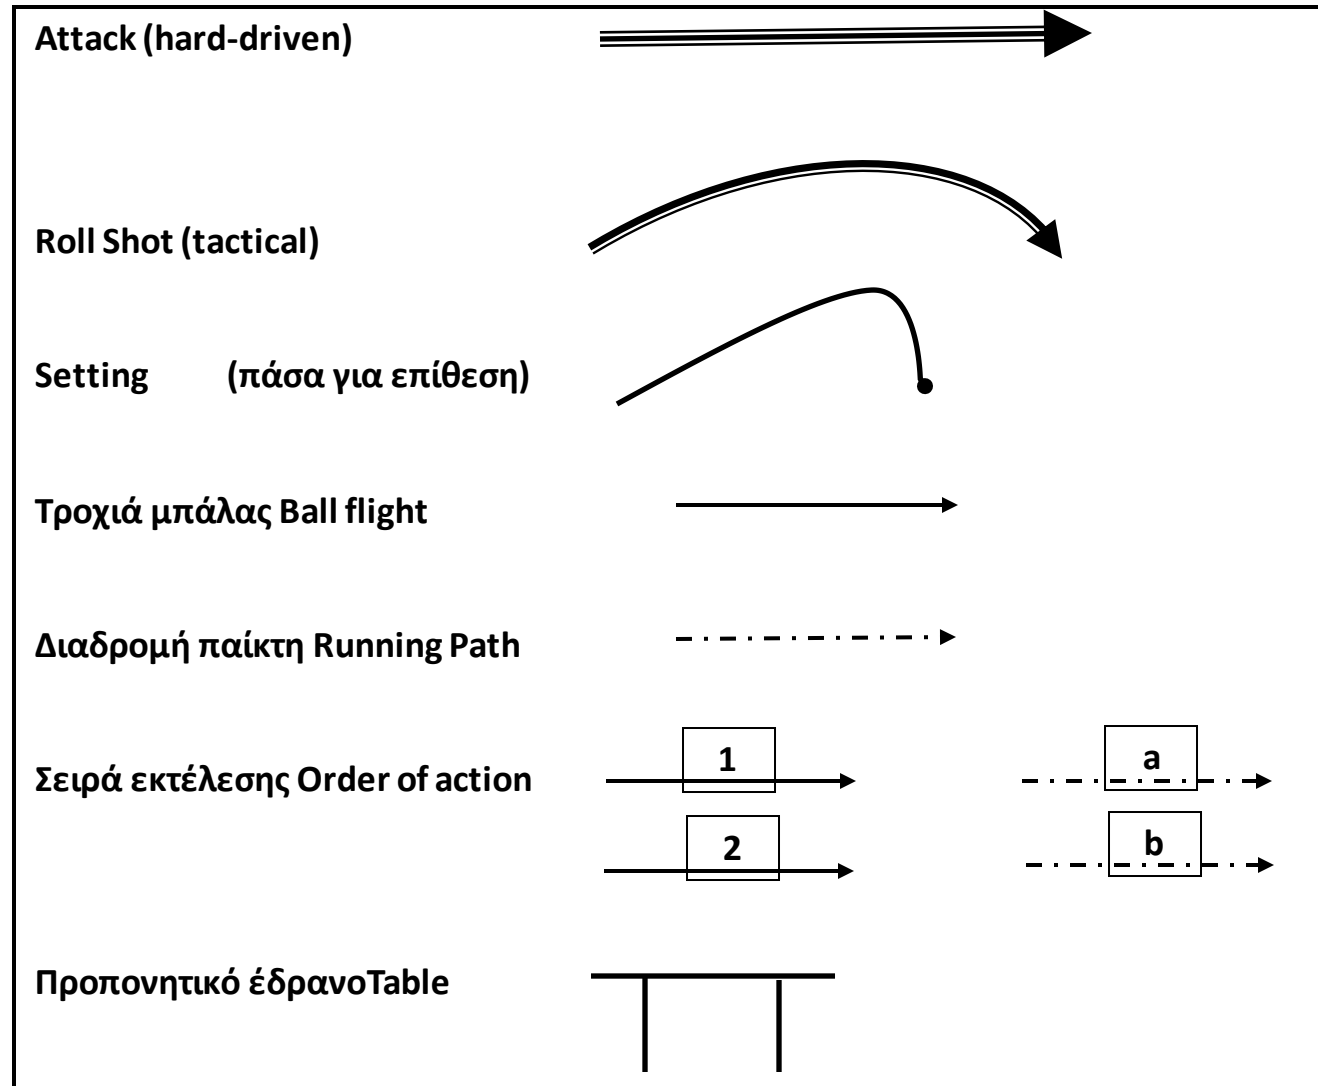 Attack (hard-driven)
Roll Shot (tactical)
Setting (πάσα για επίθεση)
Τροχιά μπάλας Ball flight
Διαδρομή παίκτη Running Path
Σειρά εκτέλεσης Order of action 1 a
2 b
Προπονητικό έδρανοTable